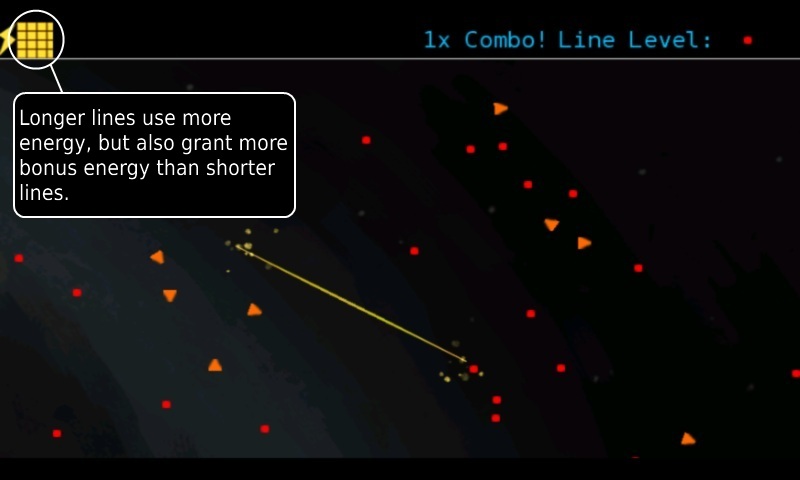 1x Combo! Line Level:
Longer lines use more
energy, but also grant more
bonus energy than shorter
lines.